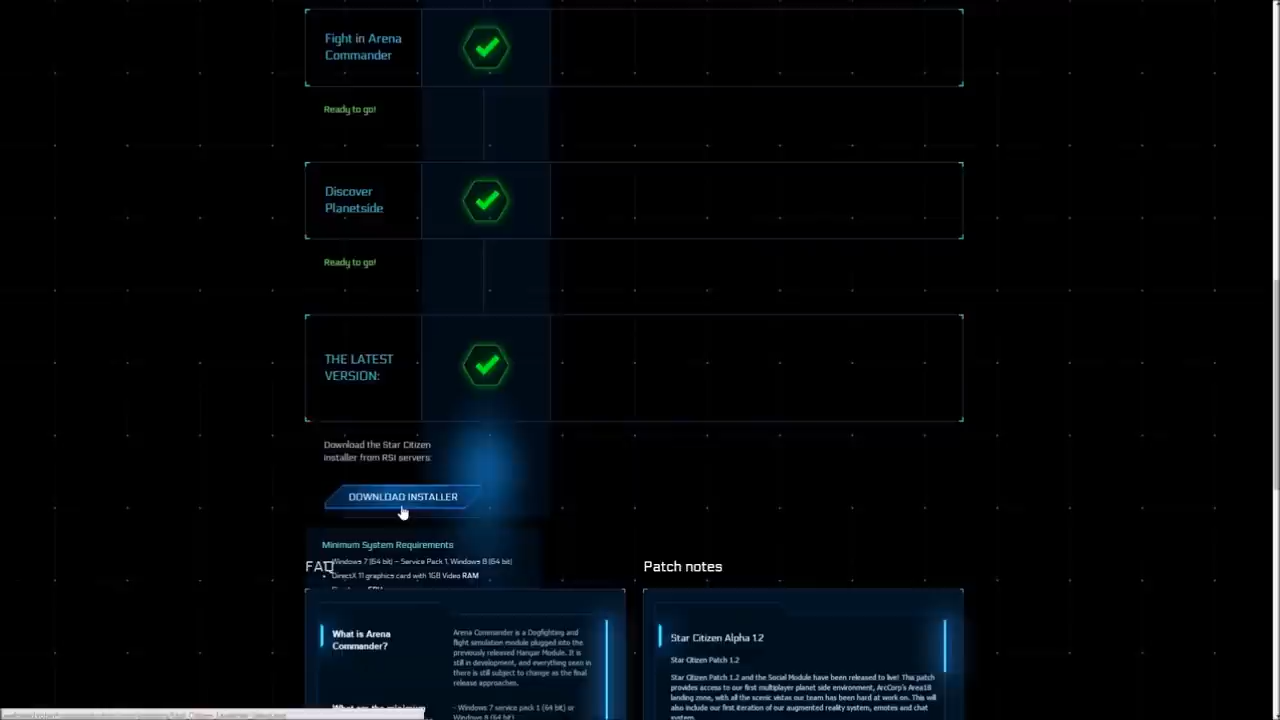 Fight in Arena
Commander
Ready to go!
Discover
Planetside
Ready to go!
THE LATEST
VERSION:
Download the Star Citizen
Installer from RSI servers:
DOWNLOAD INSTALLER
Minimum System Requirements
Windows 7 (64 bit) – Service Pack 1, Windows 8 (64 bit)
DirectX 11 graphics card with 1GB Video RAM
FAQ
Patch notes
What is Arena
Commander?
Arena Commander is a Dogfighting and
flight simulation module plugged into the
previously released Hangar Module. It is
still in development, and everything seen in
there is still subject to change as the final
release approaches.
- Windows 7 service pack 1 (64 bit) or
Windows 8 (64 bit)
Star Citizen Alpha 1.2
Star Citizen Patch 1.2
Star Citizen Patch 1.2 and the Social Module have been released to live! This patch
provides access to our first multiplayer planet side environment, ArcCorp's Area18
landing zone, with all the scenic vistas our team has been hard at work on. This will
also include our first iteration of our augmented reality system, emotes and chat
system.